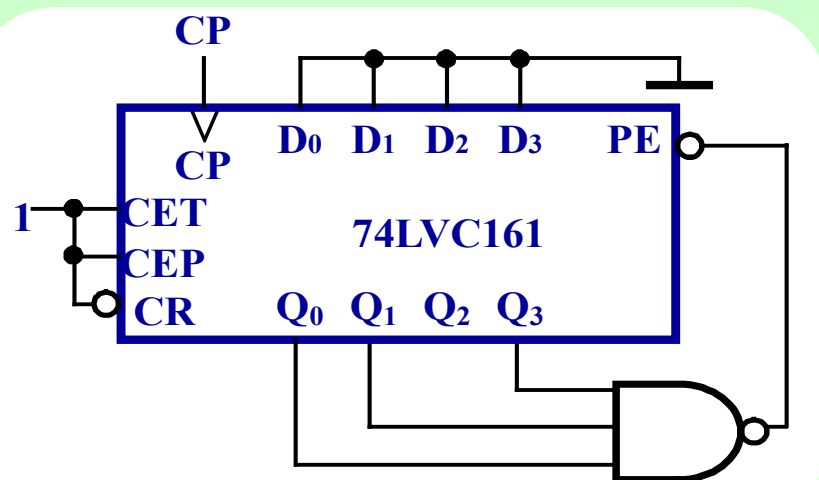 CP
CP D0 D1 D2 D3 PE
1 CET
74LVC161
CEP
CR Q0 Q1 Q2 Q3